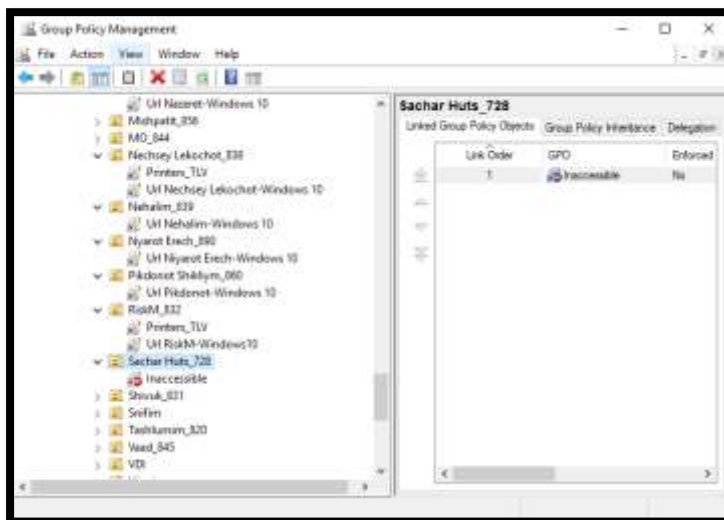 Group Policy Management
File Action View Window Help
Url Nazeret-Windows 10
Mishpatit_856
MO_844
Nechsey Lekochot_838
Printers_TLV
Url Nechsey Lekochot-Windows 10
Nehalim_839
Url Nehalim-Windows 10
Nyarot Erech_890
Url Niyarot Erech-Windows 10
Pikdonot Shikliym_860
Url Pikdonot-Windows 10
RiskM_832
Printers_TLV
Url RiskM-Windows10
Sachar Huts_728
Inaccessible
Shivuk_831
Snifim
Tashlumim_820
Vaad_845
VDI
Sachar Huts_728
Linked Group Policy Objects Group Policy Inheritance Delegation
Link Order GPO Enforced
1 Inaccessible No